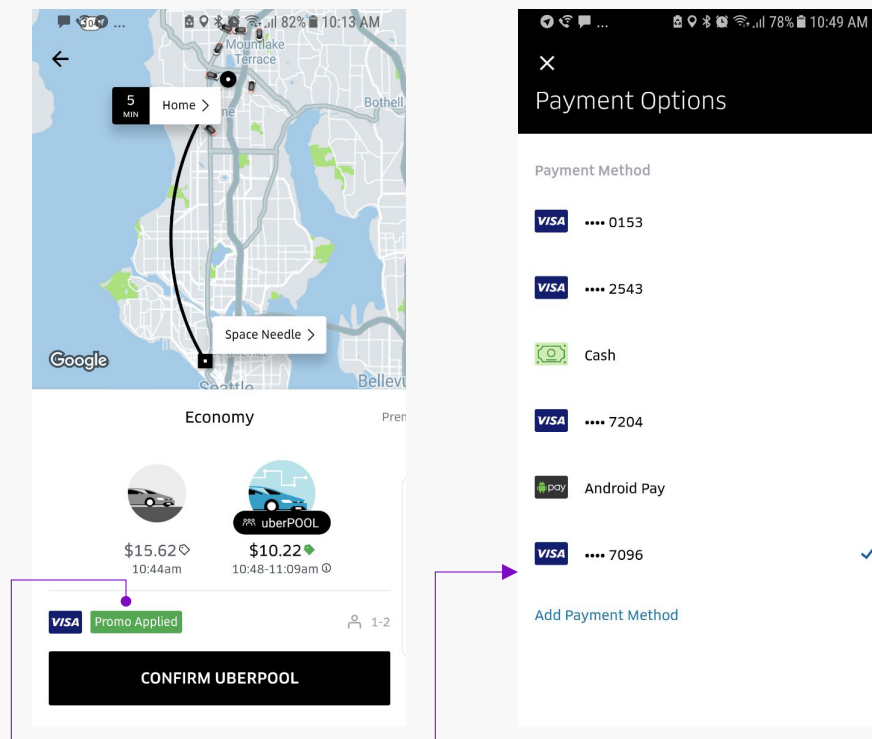 ... 82% 10:13 AM
Mountlake
Terrace
5
MIN
Home >
Bothell
ne
Space Needle >
Google
Seattle
Bellevu
Economy
Prem
uberPOOL
$15.62
$10.22
10:44am
10:48-11:09am
VISA Promo Applied
1-2
CONFIRM UBERPOOL
... 78% 10:49 AM
Payment Options
Payment Method
VISA •••• 0153
VISA •••• 2543
Cash
VISA •••• 7204
pay Android Pay
VISA •••• 7096
Add Payment Method